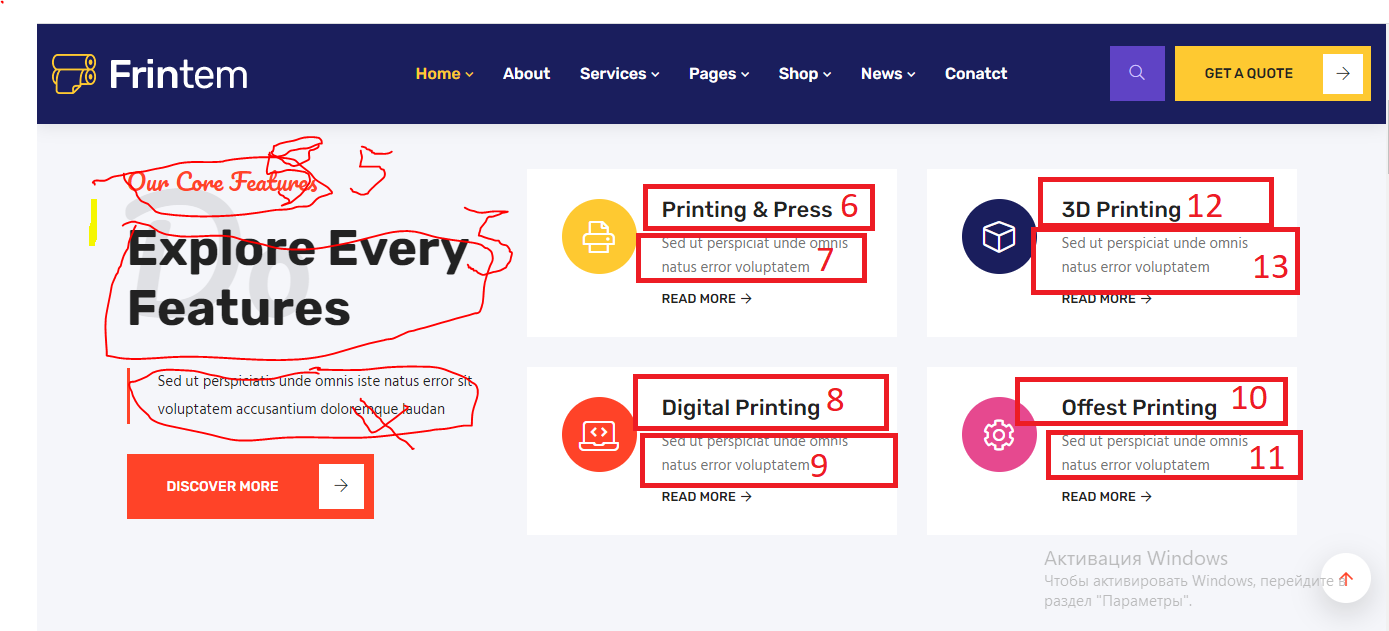 Frintem
Home About Services Pages Shop News Conatct
GET A QUOTE
Our Core Features
5
Explore Every
Features
Sed ut perspiciatis unde omnis iste natus error sit
voluptatem accusantium doloremque laudan
DISCOVER MORE
Printing & Press 6
Sed ut perspiciat unde omnis
natus error voluptatem 7
READ MORE
3D Printing 12
Sed ut perspiciat unde omnis
natus error voluptatem 13
READ MORE
Digital Printing 8
Sed ut perspiciat unde omnis
natus error voluptatem 9
READ MORE
Offest Printing 10
Sed ut perspiciat unde omnis
natus error voluptatem 11
READ MORE
Активация Windows
Чтобы активировать Windows, перейдите в
раздел "Параметры".